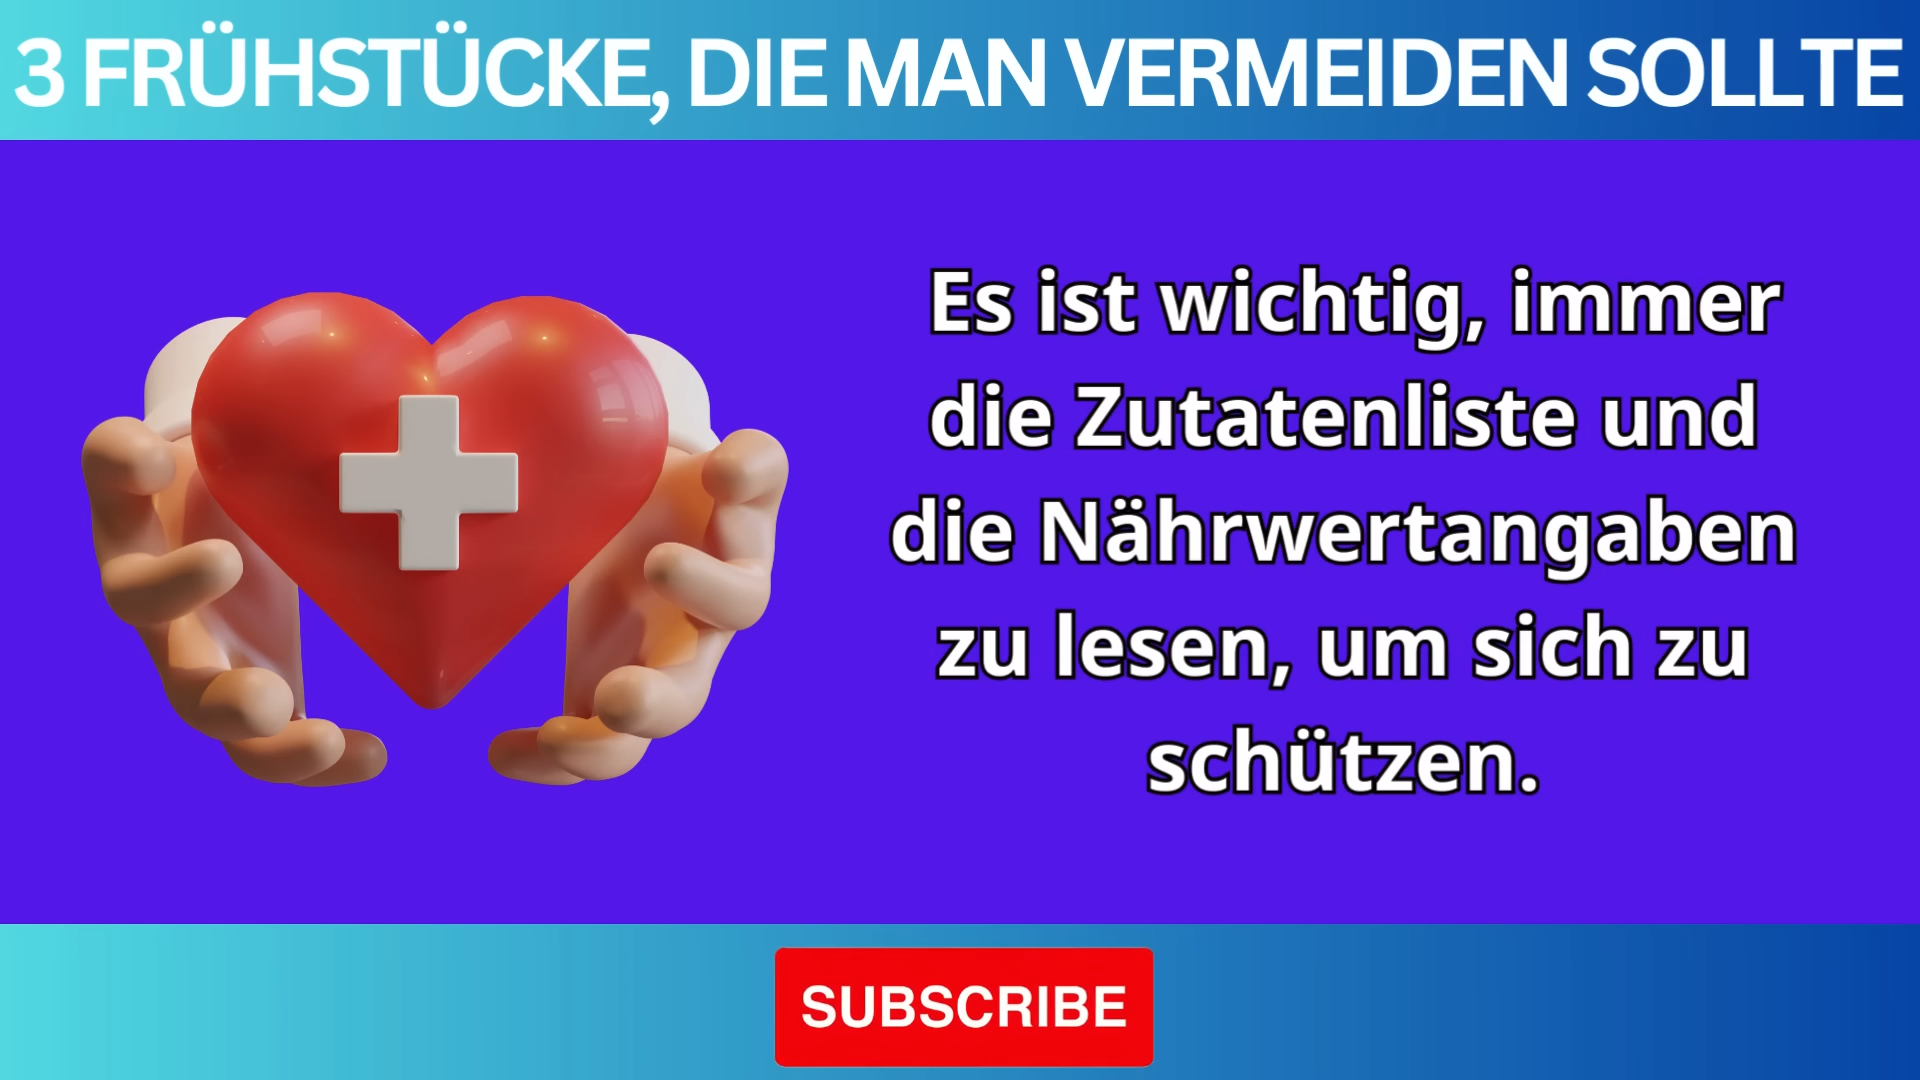 3 FRÜHSTÜCKE, DIE MAN VERMEIDEN SOLLTE
Es ist wichtig, immer
die Zutatenliste und
die Nährwertangaben
zu lesen, um sich zu
schützen.
SUBSCRIBE